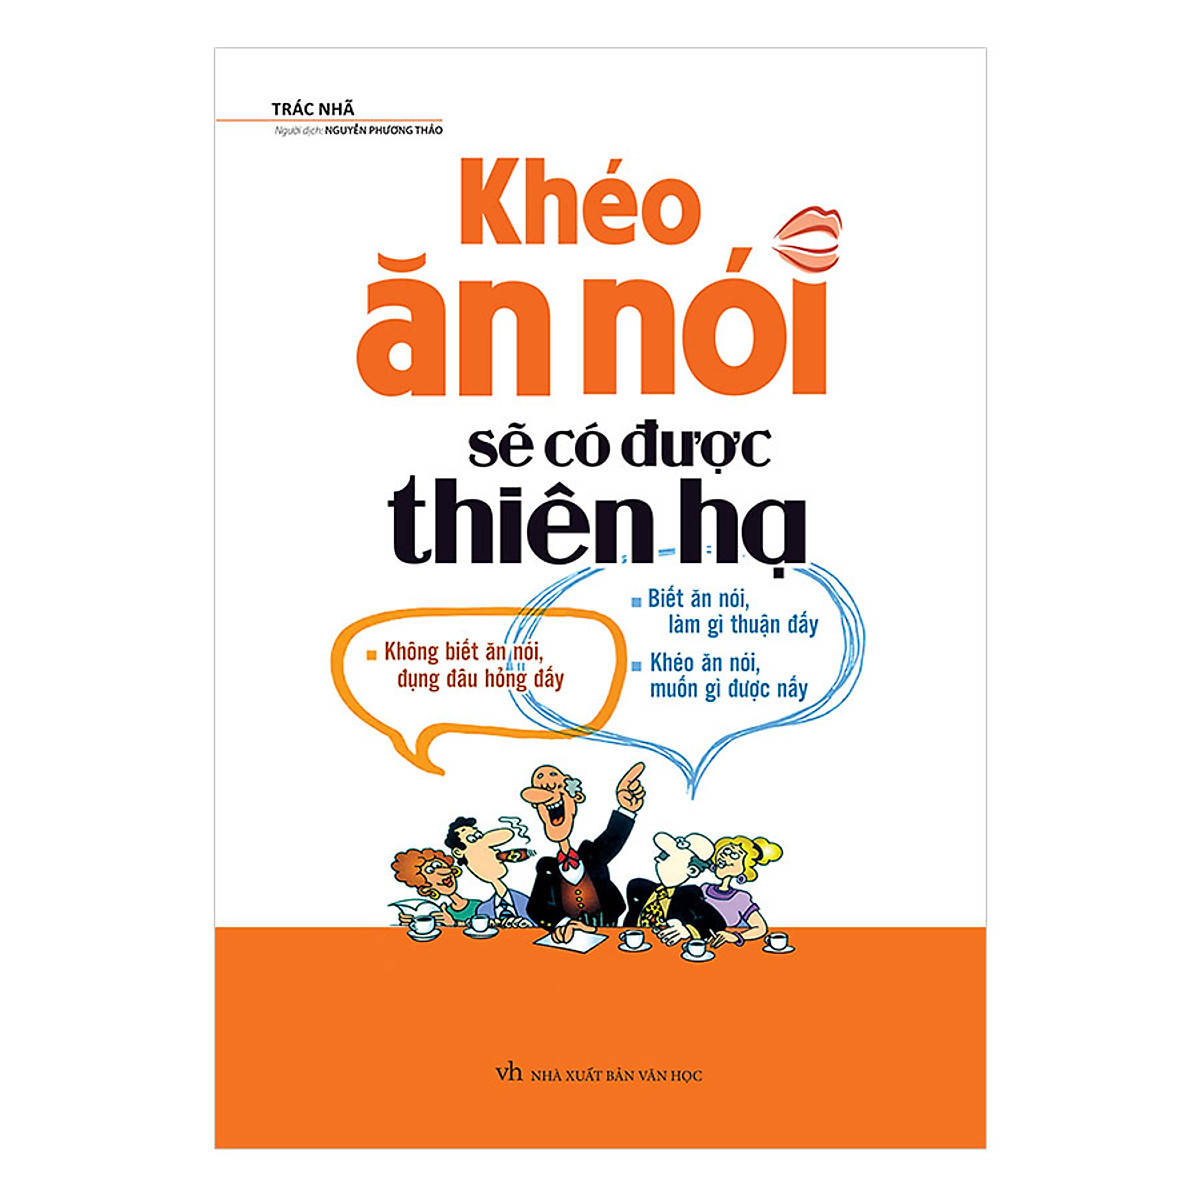 TRÁC NHÃ
Người dịch: NGUYỄN PHƯƠNG THẢO
Khéo
ăn nói
sẽ có được
thiên hạ
Biết ăn nói,
làm gì thuận đấy
Không biết ăn nói,
đụng đâu hỏng đấy
Khéo ăn nói,
muốn gì được nấy
vh NHÀ XUẤT BẢN VĂN HỌC